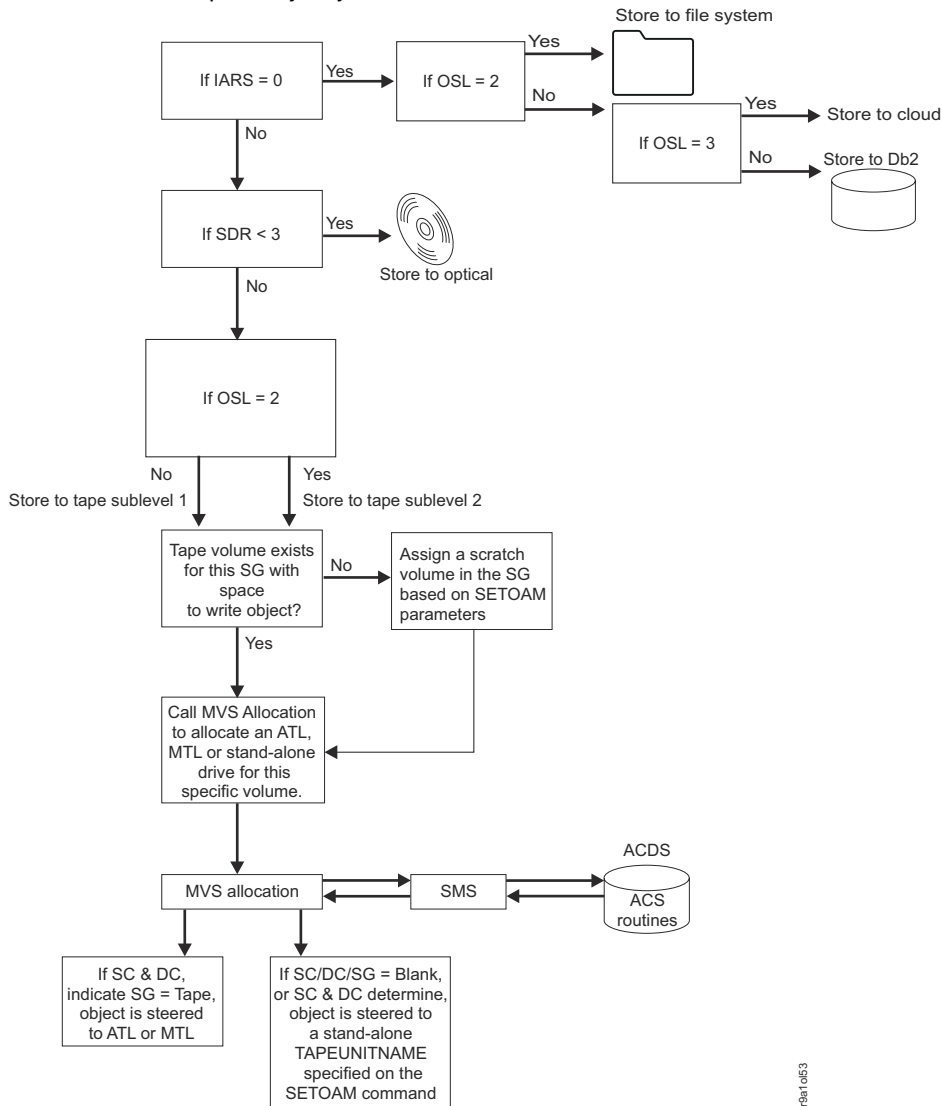 Store to file system
If IARS = 0
Yes
If OSL = 2
Yes
No
If OSL = 3
Yes
Store to cloud
No
Store to Db2
No
If SDR < 3
Yes
Store to optical
No
If OSL = 2
No
Yes
Store to tape sublevel 1
Store to tape sublevel 2
Tape volume exists
for this SG with
space
to write object?
No
Assign a scratch
volume in the SG
based on SETOAM
parameters
Yes
Call MVS Allocation
to allocate an ATL,
MTL or stand-alone
drive for this
specific volume.
MVS allocation
SMS
ACDS
ACS
routines
If SC & DC,
indicate SG = Tape,
object is steered
to ATL or MTL
If SC/DC/SG = Blank,
or SC & DC determine,
object is steered to
a stand-alone
TAPEUNITNAME
specified on the
SETOAM command
r9a1ol53